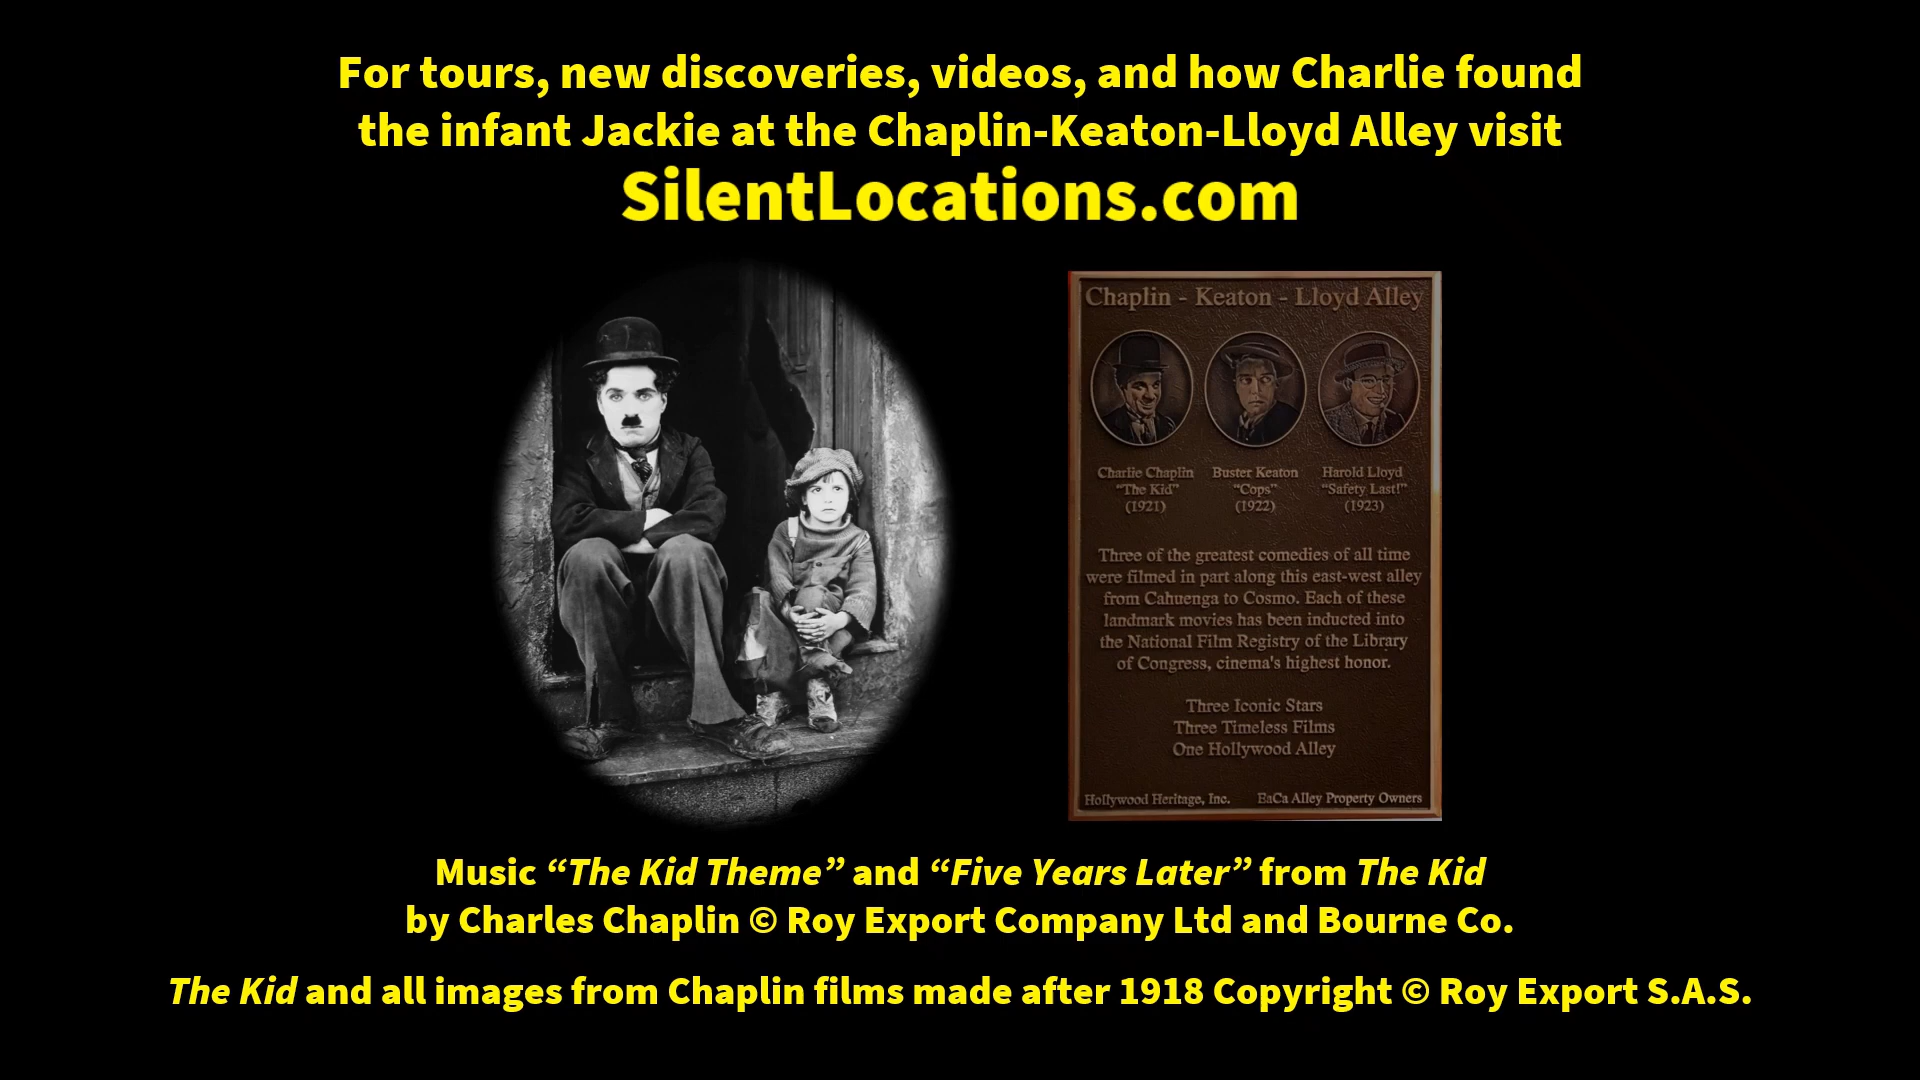 For tours, new discoveries, videos, and how Charlie found
the infant Jackie at the Chaplin-Keaton-Lloyd Alley visit
SilentLocations.com
Chaplin - Keaton - Lloyd Alley
Charlie Chaplin
"The Kid"
(1921)
Buster Keaton
"Cops"
(1922)
Harold Lloyd
"Safety Last!"
(1923)
Three of the greatest comedies of all time
were filmed in part along this east-west alley
from Cahuenga to Cosmo. Each of these
landmark movies has been inducted into
the National Film Registry of the Library
of Congress, cinema's highest honor.
Three Iconic Stars
Three Timeless Films
One Hollywood Alley
Hollywood Heritage, Inc.
EaCa Alley Property Owners
Music “The Kid Theme” and “Five Years Later” from The Kid
by Charles Chaplin © Roy Export Company Ltd and Bourne Co.
The Kid and all images from Chaplin films made after 1918 Copyright © Roy Export S.A.S.